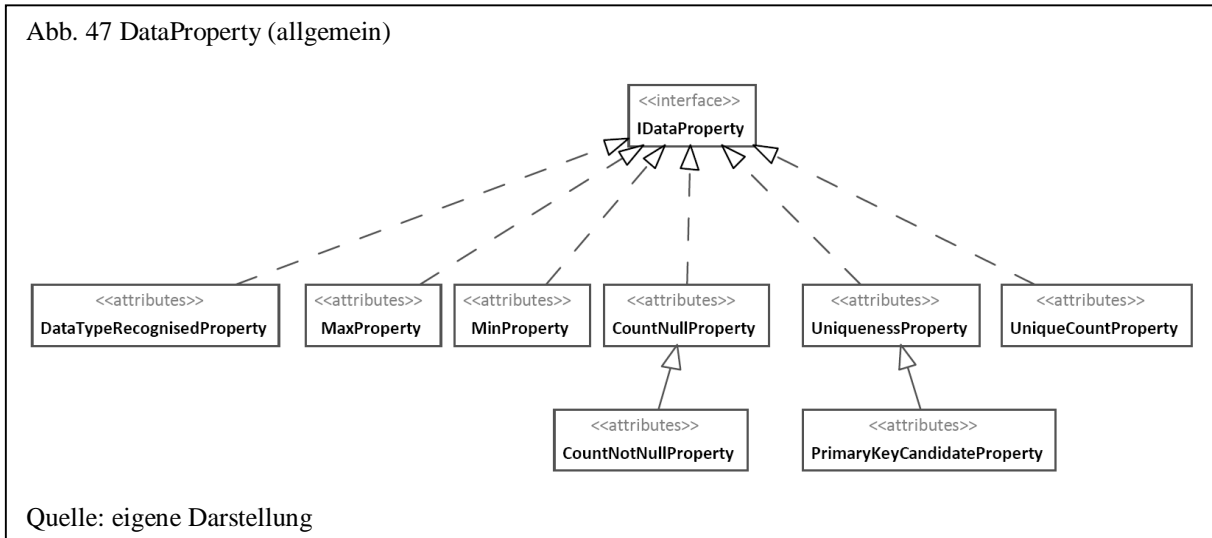 Abb. 47 DataProperty (allgemein)
<<interface>>
IDataProperty
<<attributes>>
DataTypeRecognisedProperty
<<attributes>>
MaxProperty
<<attributes>>
MinProperty
<<attributes>>
CountNullProperty
<<attributes>>
UniquenessProperty
<<attributes>>
UniqueCountProperty
<<attributes>>
CountNotNullProperty
<<attributes>>
PrimaryKeyCandidateProperty
Quelle: eigene Darstellung